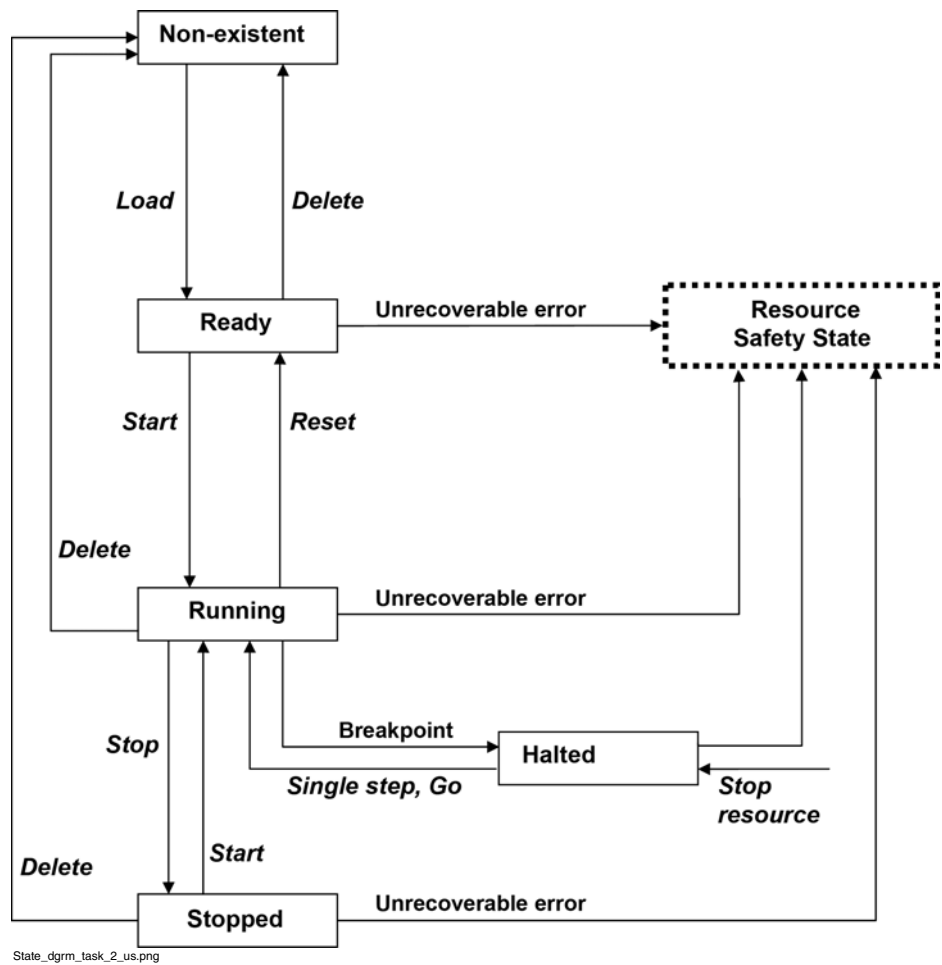 Non-existent
Load
Delete
Ready
Unrecoverable error
Resource
Safety State
Start
Reset
Delete
Running
Unrecoverable error
Breakpoint
Stop
Halted
Single step, Go
Stop
resource
Start
Delete
Stopped
Unrecoverable error
State_dgrm_task_2_us.png